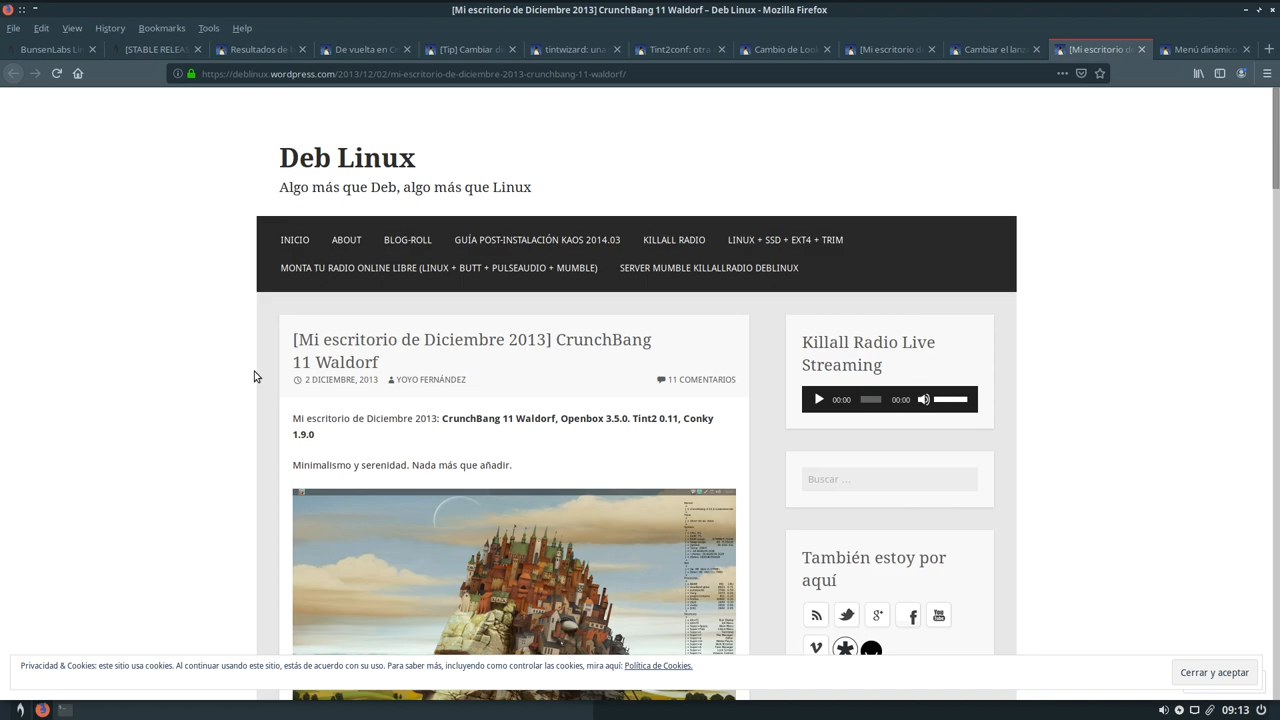 [Mi escritorio de Diciembre 2013] CrunchBang 11 Waldorf – Deb Linux - Mozilla Firefox
File Edit View History Bookmarks Tools Help
BunsenLabs Lin [STABLE RELEAS Resultados de l De vuelta en Cr [Tip] Cambiar d tintwizard: una Tint2conf: otra Cambio de Look [Mi escritorio d Cambiar el lanz [Mi escritorio de Menú dinámico
https://deblinux.wordpress.com/2013/12/02/mi-escritorio-de-diciembre-2013-crunchbang-11-waldorf/
Deb Linux
Algo más que Deb, algo más que Linux
INICIO ABOUT BLOG-ROLL GUÍA POST-INSTALACIÓN KAOS 2014.03 KILLALL RADIO LINUX + SSD + EXT4 + TRIM
MONTA TU RADIO ONLINE LIBRE (LINUX + BUTT + PULSEAUDIO + MUMBLE) SERVER MUMBLE KILLALLRADIO DEBLINUX
[Mi escritorio de Diciembre 2013] CrunchBang
11 Waldorf
2 DICIEMBRE, 2013 YOYO FERNÁNDEZ 11 COMENTARIOS
Mi escritorio de Diciembre 2013: CrunchBang 11 Waldorf, Openbox 3.5.0. Tint2 0.11, Conky
1.9.0
Minimalismo y serenidad. Nada más que añadir.
Killall Radio Live
Streaming
00:00 00:00
Buscar ...
También estoy por
aquí
You Tube
cidad & Cookies: este sitio usa cookies. Al continuar usando este sitio, estás de acuerdo con su uso. Para saber más, incluyendo como controlar las cookies, mira aquí: Política de Cookies.
Cerrar y aceptar
09:13